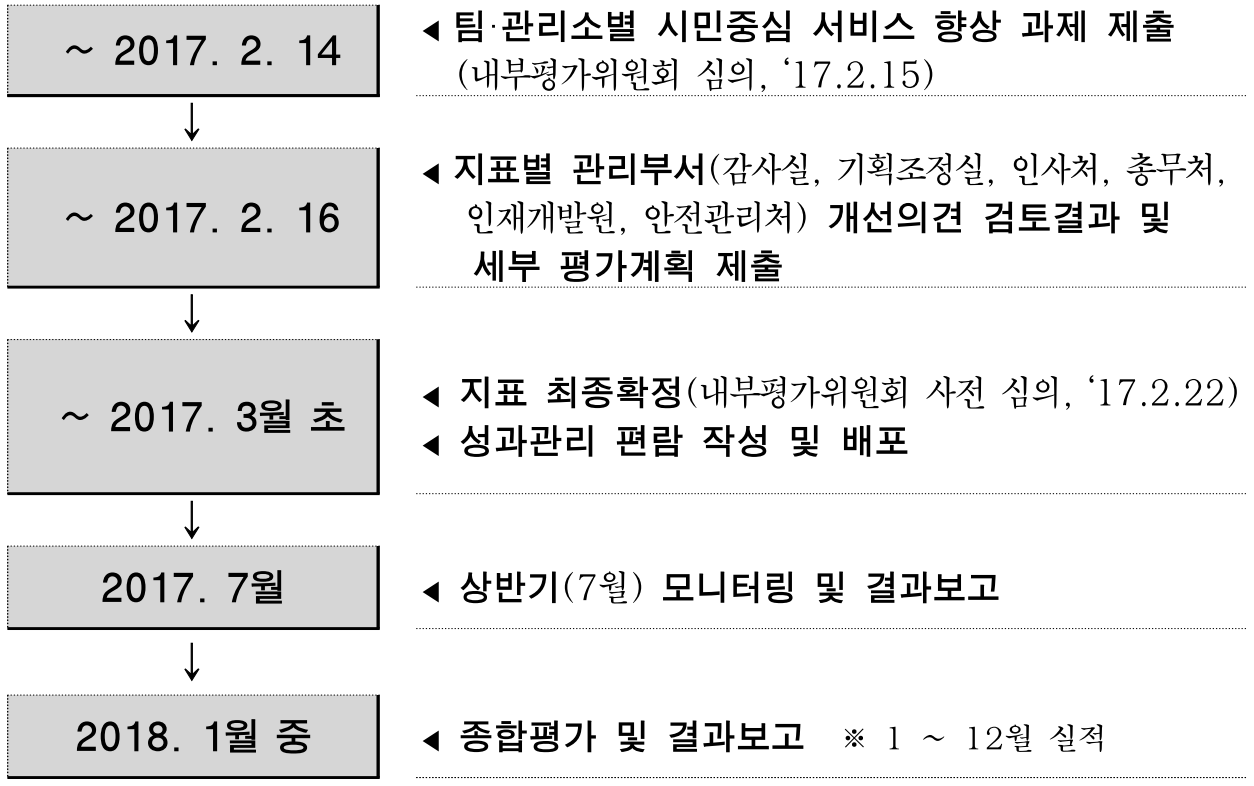 ~ 2017. 2. 14
◀ 팀·관리소별 시민중심 서비스 향상 과제 제출
(내부평가위원회 심의, ‘17.2.15)
↓
~ 2017. 2. 16
◀ 지표별 관리부서(감사실, 기획조정실, 인사처, 총무처,
인재개발원, 안전관리처) 개선의견 검토결과 및
세부 평가계획 제출
↓
~ 2017. 3월 초
◀ 지표 최종확정(내부평가위원회 사전 심의, ‘17.2.22)
◀ 성과관리 편람 작성 및 배포
↓
2017. 7월
◀ 상반기(7월) 모니터링 및 결과보고
↓
2018. 1월 중
◀ 종합평가 및 결과보고 ※ 1 ~ 12월 실적